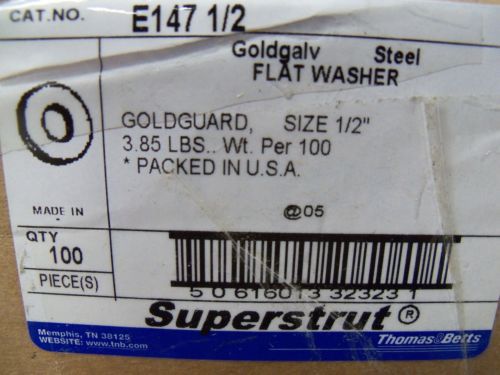 CAT.NO. E147 1/2
Goldgalv Steel
FLAT WASHER
GOLDGUARD, SIZE 1/2"
3.85 LBS.. Wt. Per 100
* PACKED IN U.S.A.
MADE IN
-
@05
QTY
100
PIECE(S)
5 0 616013 32323 1
Superstrut ®
Memphis, TN 38125
WEBSITE: www.tnb.com
Thomas&Betts